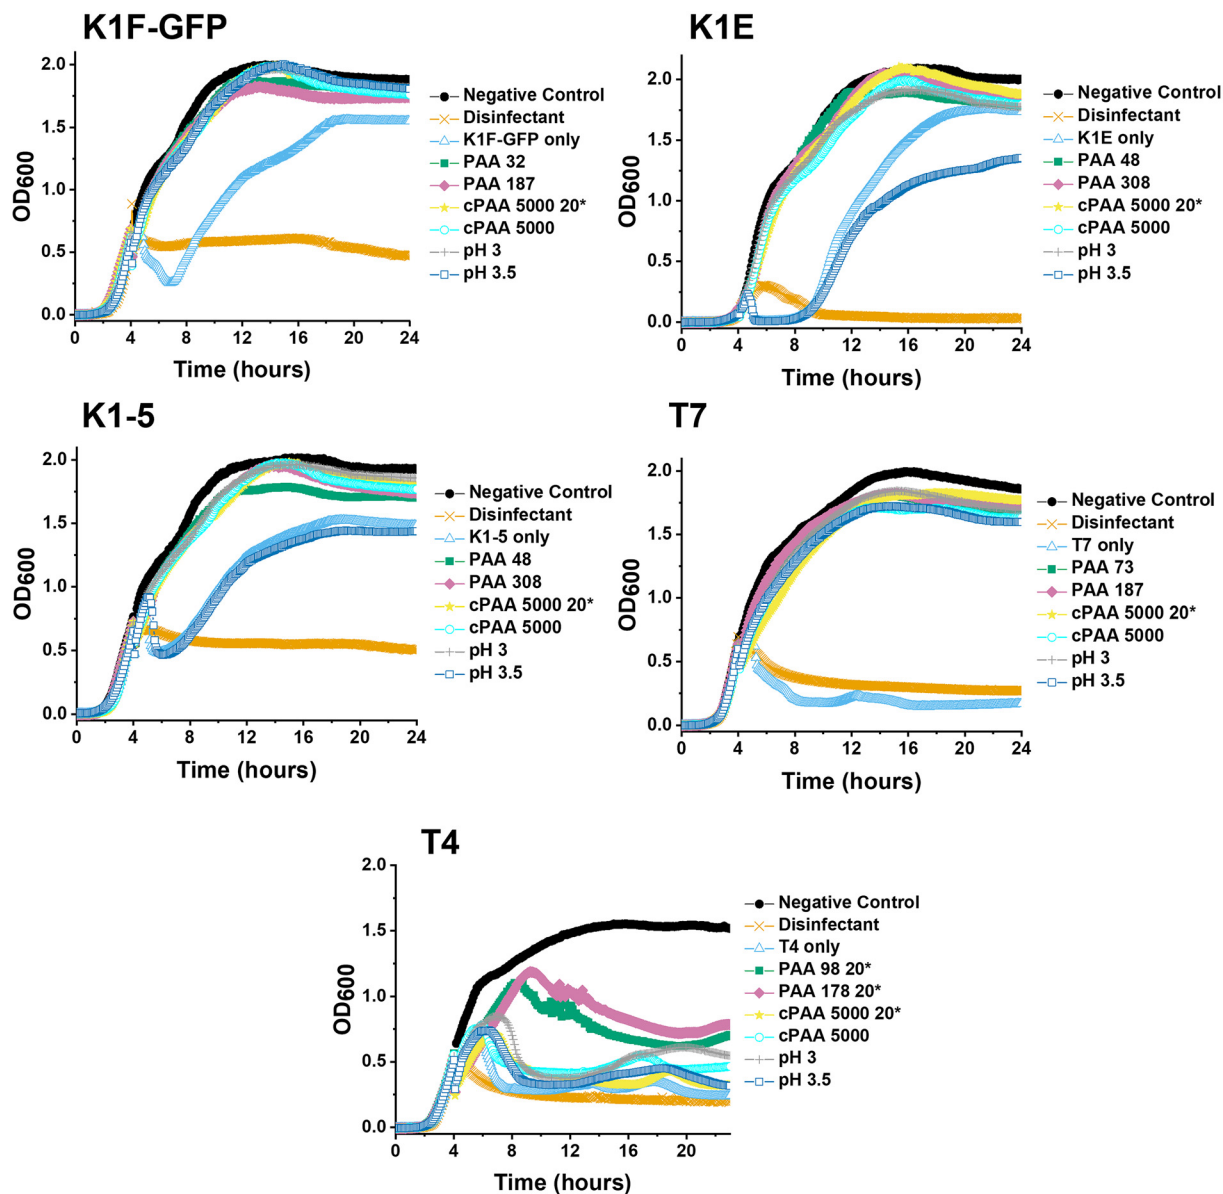 K1F-GFP
OD600
2.0
1.5
1.0
0.5
0.0
0 4 8 12 16 20 24
Time (hours)
Negative Control
Disinfectant
K1F-GFP only
PAA 32
PAA 187
cPAA 5000 20*
cPAA 5000
pH 3
pH 3.5
K1E
OD600
2.0
1.5
1.0
0.5
0.0
0 4 8 12 16 20 24
Time (hours)
Negative Control
Disinfectant
K1E only
PAA 48
PAA 308
cPAA 5000 20*
cPAA 5000
pH 3
pH 3.5
K1-5
OD600
2.0
1.5
1.0
0.5
0.0
0 4 8 12 16 20 24
Time (hours)
Negative Control
Disinfectant
K1-5 only
PAA 48
PAA 308
cPAA 5000 20*
cPAA 5000
pH 3
pH 3.5
T7
OD600
2.0
1.5
1.0
0.5
0.0
0 4 8 12 16 20 24
Time (hours)
Negative Control
Disinfectant
T7 only
PAA 73
PAA 187
cPAA 5000 20*
cPAA 5000
pH 3
pH 3.5
T4
OD600
2.0
1.5
1.0
0.5
0.0
0 4 8 12 16 20
Time (hours)
Negative Control
Disinfectant
T4 only
PAA 98 20*
PAA 178 20*
cPAA 5000 20*
cPAA 5000
pH 3
pH 3.5